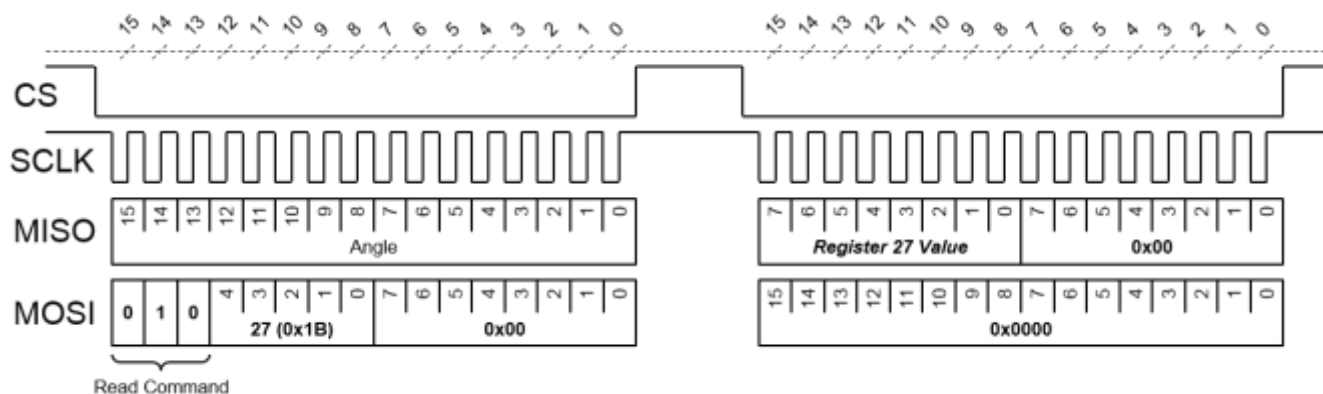 15 14 13 12 11 10 9 8 7 6 5 4 3 2 1 0 15 14 13 12 11 10 9 8 7 6 5 4 3 2 1 0
CS
SCLK
MISO 15 14 13 12 11 10 9 8 7 6 5 4 3 2 1 0 7 6 5 4 3 2 1 0 7 6 5 4 3 2 1 0
Angle Register 27 Value 0x00
MOSI 0 1 0 4 3 2 1 0 7 6 5 4 3 2 1 0 15 14 13 12 11 10 9 8 7 6 5 4 3 2 1 0
27 (0x1B) 0x00 0x0000
Read Command